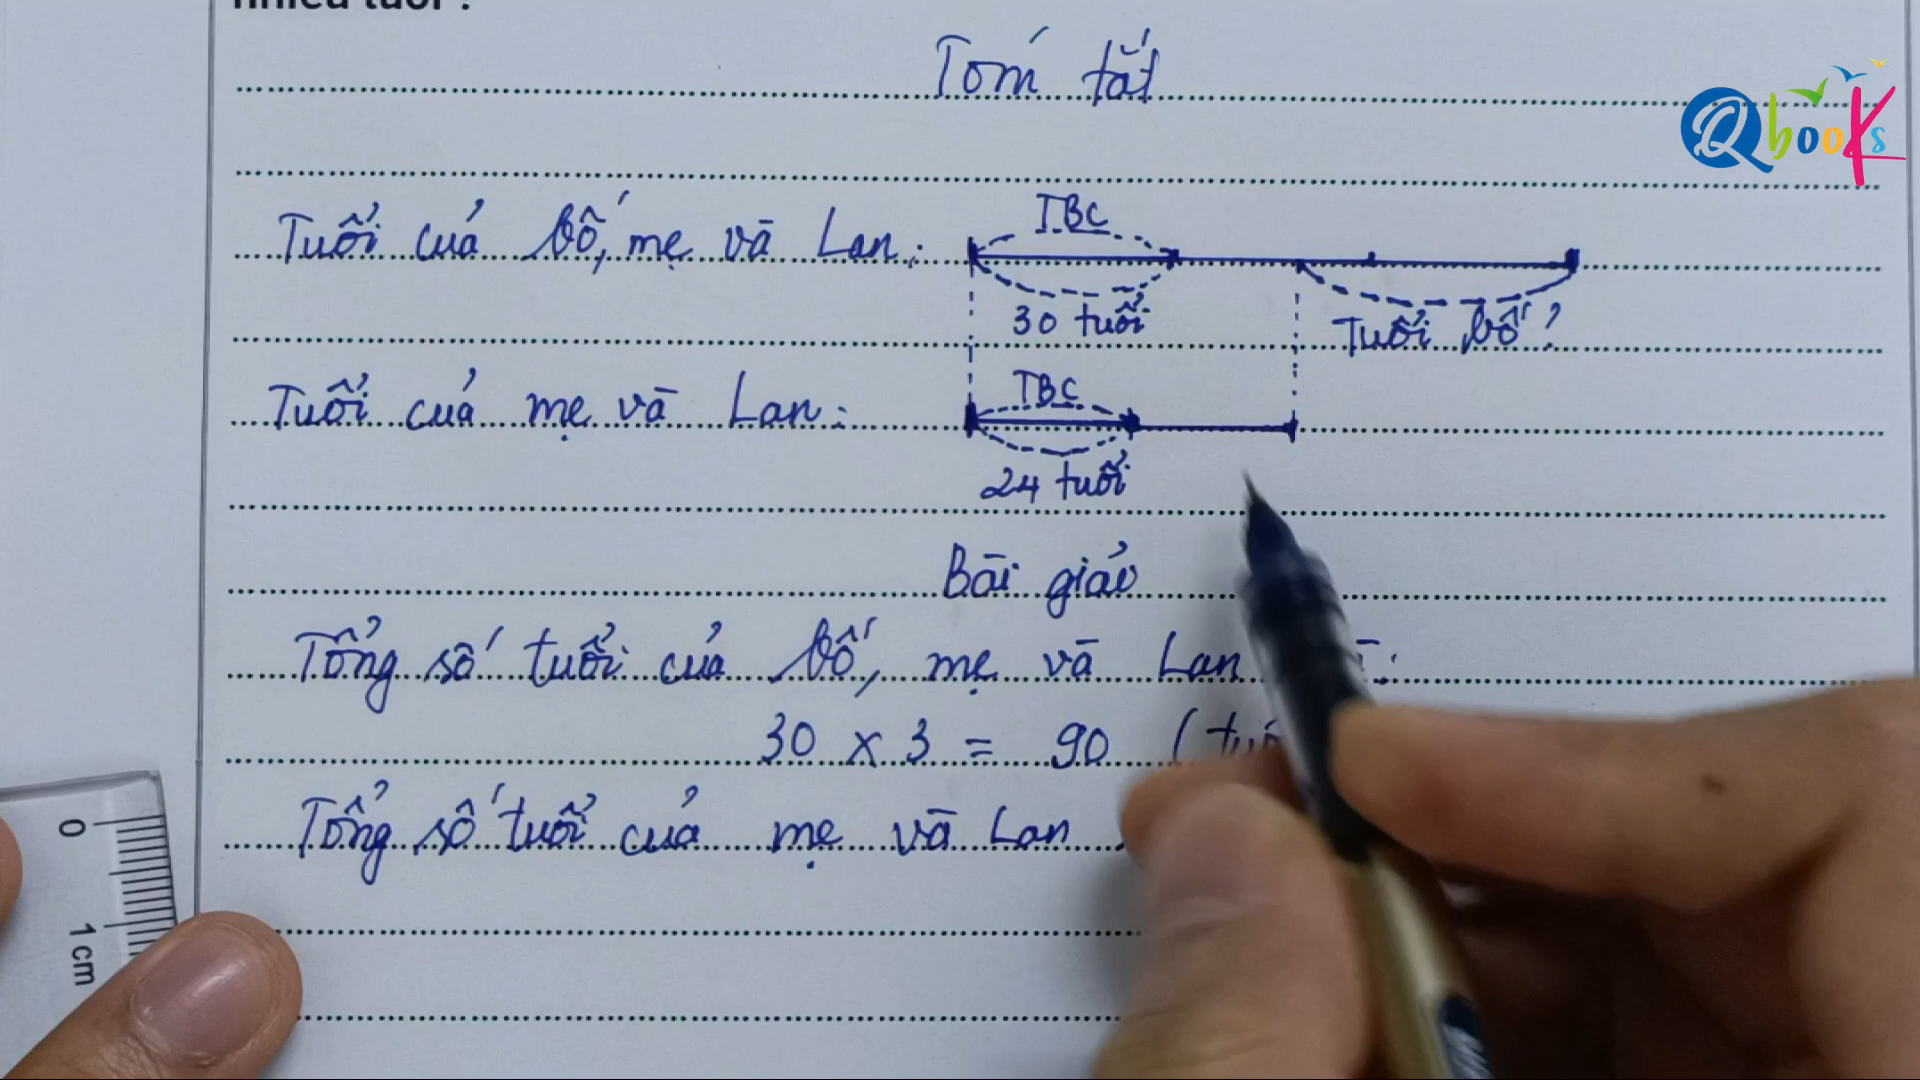 nhiêu tuổi ?
Tóm tắt
Qbooks
TBC
Tuổi của bố, mẹ và Lan:
30 tuổi
Tuổi bố?
TBC
Tuổi của mẹ và Lan:
24 tuổi
Bài giải
Tổng số tuổi của bố, mẹ và Lan
30 x 3 = 90
Tổng số tuổi của mẹ và Lan
0
1 cm